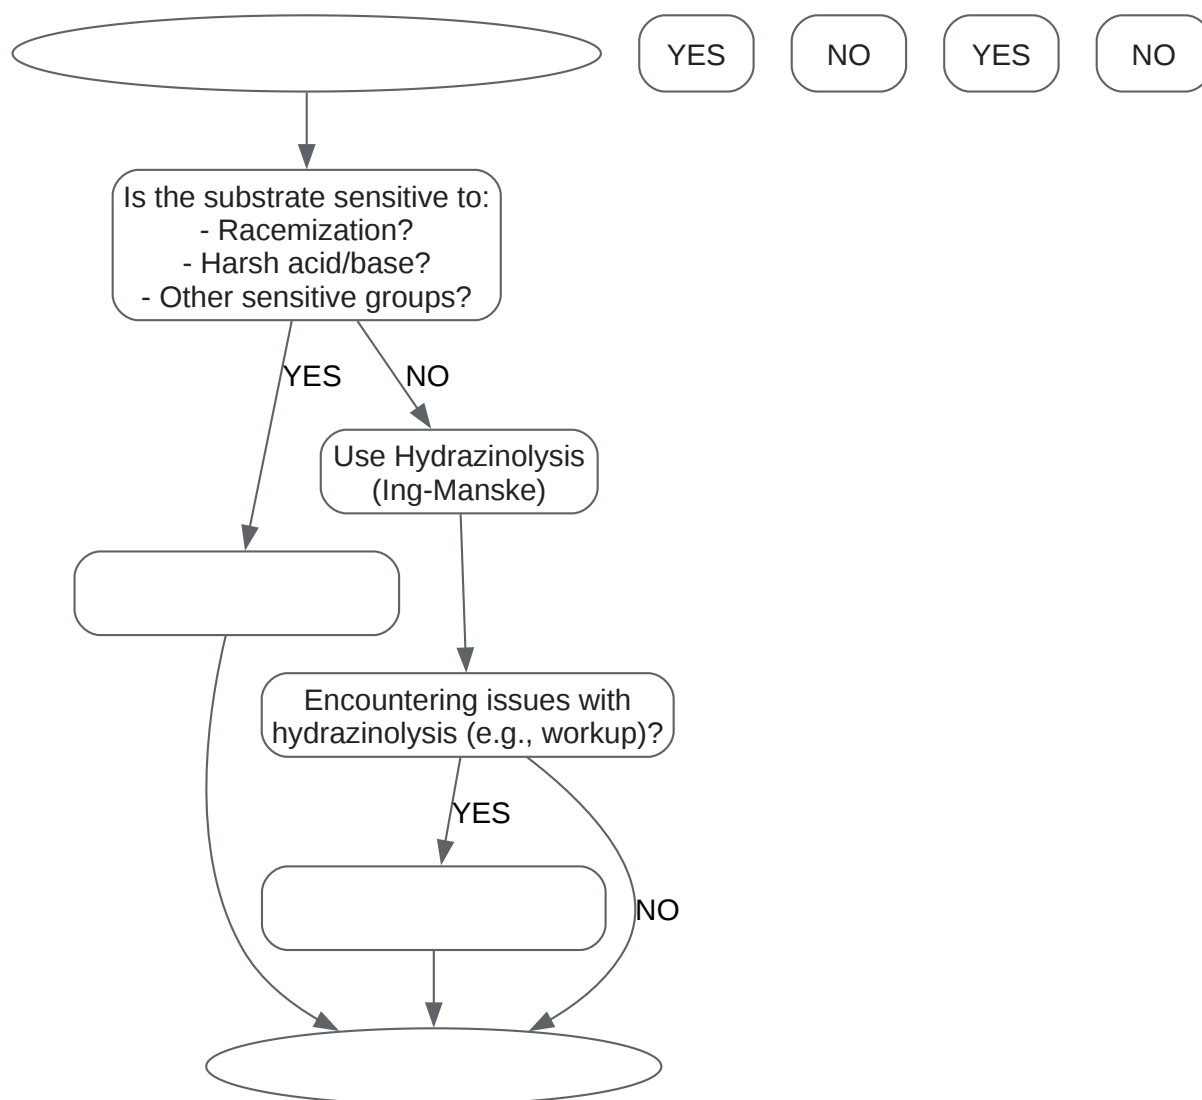 YES
NO
YES
NO
Is the substrate sensitive to:
- Racemization?
- Harsh acid/base?
- Other sensitive groups?
YES
NO
Use Hydrazinolysis
(Ing-Manske)
Encountering issues with
hydrazinolysis (e.g., workup)?
YES
NO